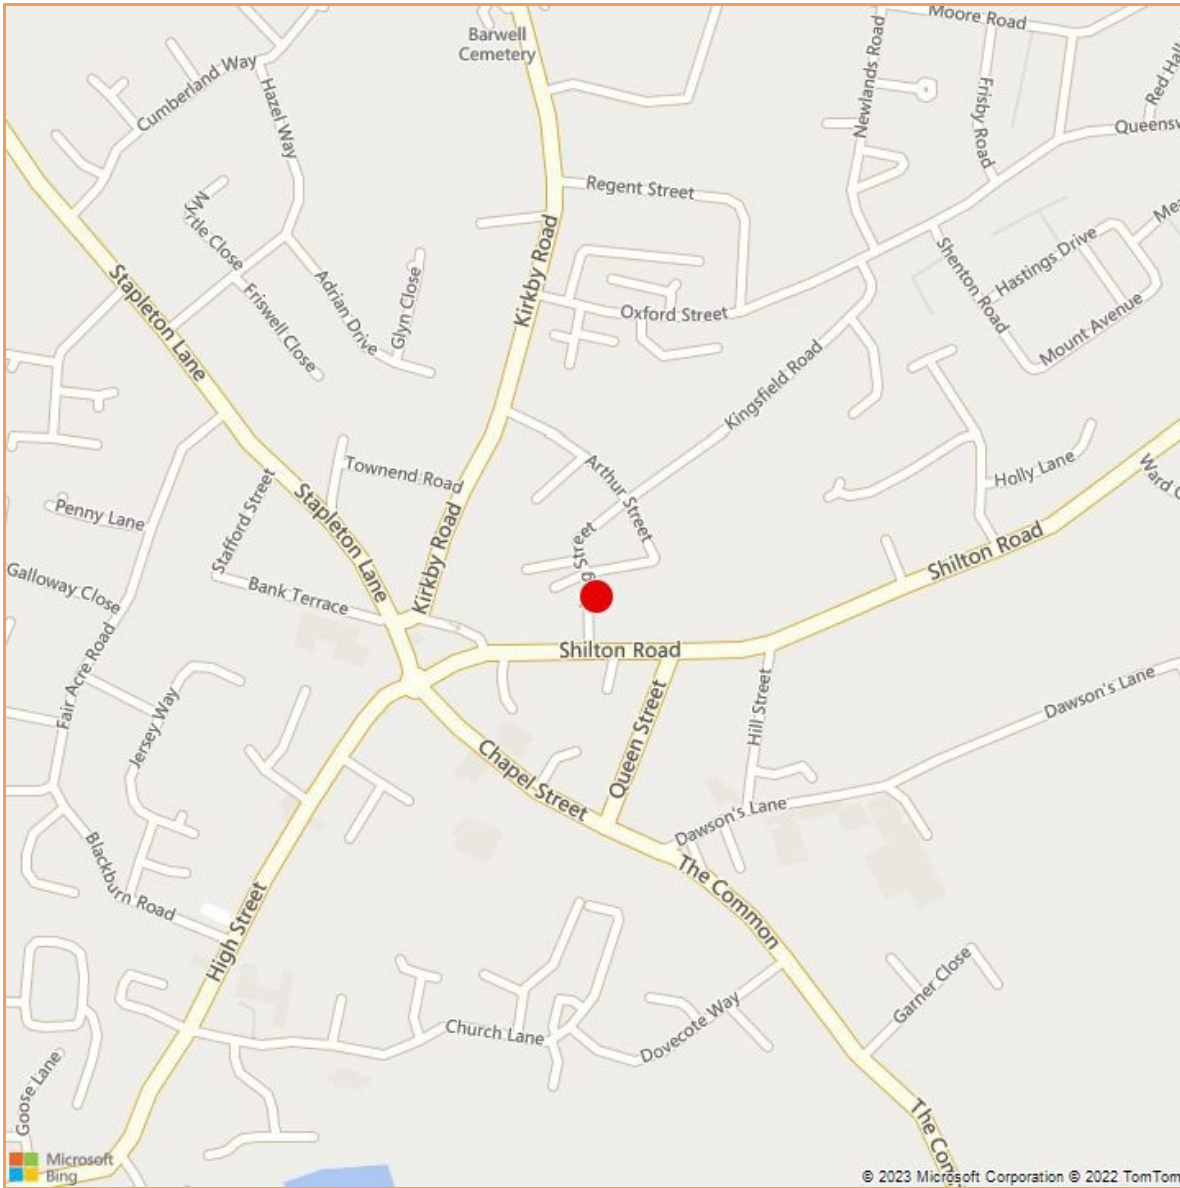 Moore Road
Barwell
Cemetery
Newlands Road
Cumberland Way
Hazel Way
Frisby Road
Red Hall
Queensw
Regent Street
Myrtle Close
Kirkby Road
Shenton Road
Hastings Drive
Mea
Stapleton Lane
Friswell Close
Adrian Drive
Glyn Close
Oxford Street
Mount Avenue
Kingsfield Road
Townend Road
Arthur Street
Holly Lane
Ward C
Penny Lane
Stafford Street
Stapleton Lane
Kirkby Road
g Street
Shilton Road
Galloway Close
Bank Terrace
Fair Acre Road
Shilton Road
Jersey Way
Queen Street
Hill Street
Dawson's Lane
Chapel Street
Dawson's Lane
Blackburn Road
High Street
The Common
Garner Close
Church Lane
Dovecote Way
Goose Lane
The Com
Microsoft
Bing
© 2023 Microsoft Corporation © 2022 TomTom